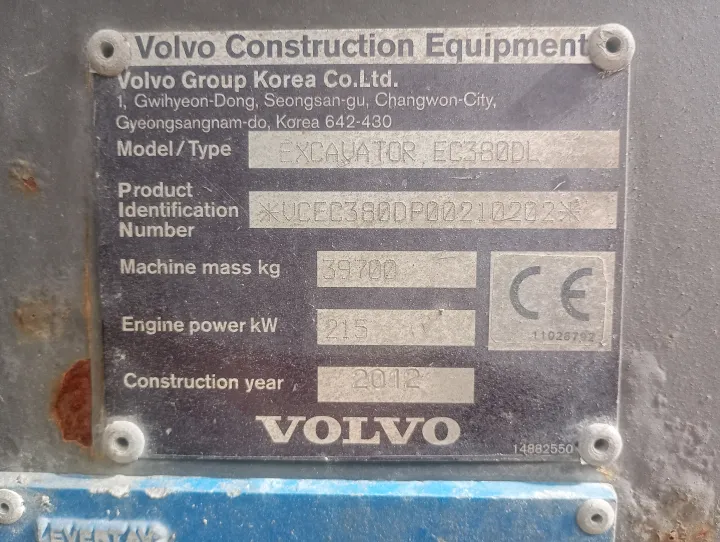 Volvo Construction Equipment
Volvo Group Korea Co.Ltd.
1, Gwihyeon-Dong, Seongsan-gu, Changwon-City,
Gyeongsangnam-do, Korea 642-430
Model/Type EXCAVATOR EC380DL
Product
Identification
Number
*VCEC380DP00210202*
Machine mass kg 39700
CE
11026792
Engine power kW 215
Construction year 2012
VOLVO
14882550